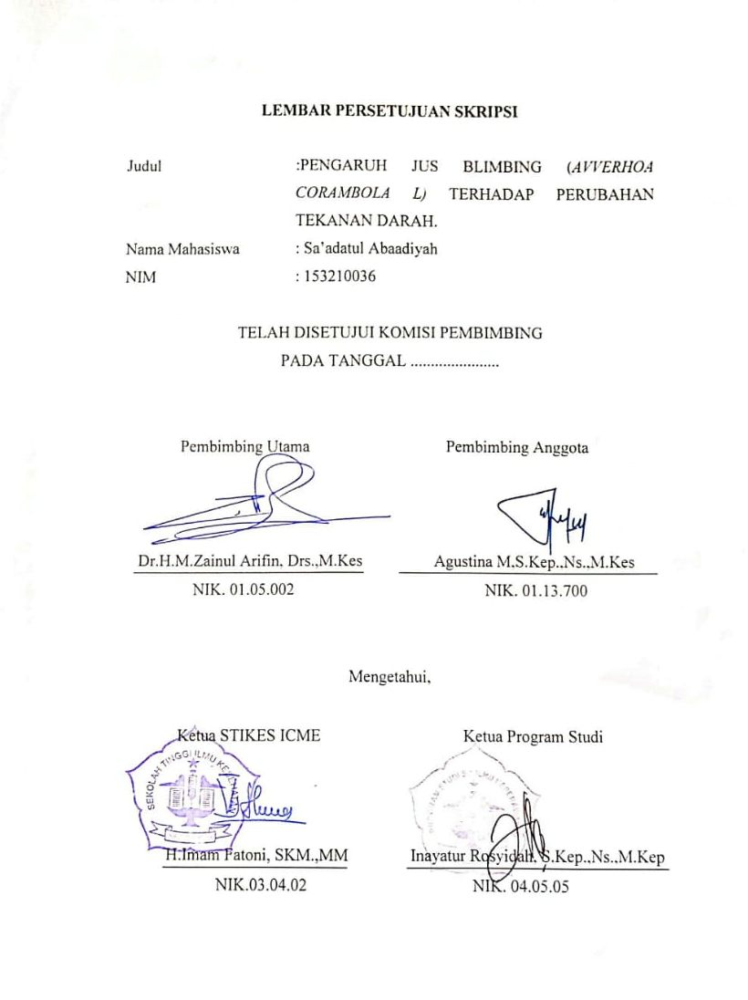 LEMBAR PERSETUJUAN SKRIPSI
Judul :PENGARUH JUS BLIMBING (AVVERHOA
CORAMBOLA L) TERHADAP PERUBAHAN
TEKANAN DARAH.
Nama Mahasiswa : Sa'adatul Abaadiyah
NIM : 153210036
TELAH DISETUJUI KOMISI PEMBIMBING
PADA TANGGAL ......................
Pembimbing Utama Pembimbing Anggota
Dr.H.M.Zainul Arifin, Drs.,M.Kes Agustina M,S.Kep.,Ns.,M.Kes
NIK. 01.05.002 NIK. 01.13.700
Mengetahui,
Ketua STIKES ICME Ketua Program Studi
SEKOLAH TINGGI ILMU KESEHATAN
H.Imam Fatoni, SKM.,MM Inayatur Rosyidah, S.Kep.,Ns.,M.Kep
NIK.03.04.02 NIK. 04.05.05